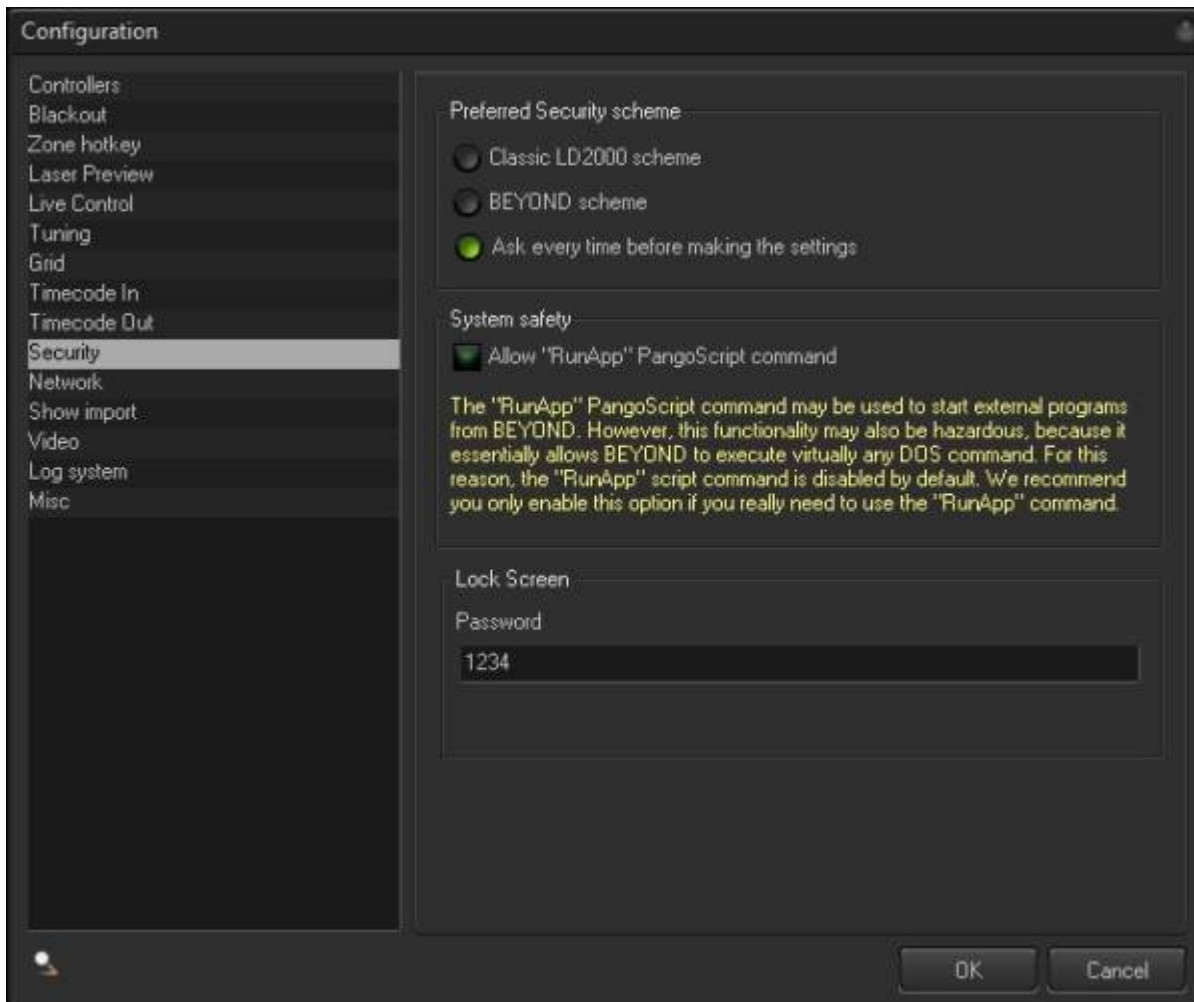 Configuration
Controllers
Blackout
Zone hotkey
Laser Preview
Live Control
Tuning
Grid
Timecode In
Timecode Out
Security
Network
Show import
Video
Log system
Misc
Preferred Security scheme
Classic LD2000 scheme
BEYOND scheme
Ask every time before making the settings
System safety
Allow "RunApp" PangoScript command
The "RunApp" PangoScript command may be used to start external programs
from BEYOND. However, this functionality may also be hazardous, because it
essentially allows BEYOND to execute virtually any DOS command. For this
reason, the "RunApp" script command is disabled by default. We recommend
you only enable this option if you really need to use the "RunApp" command.
Lock Screen
Password
1234
OK
Cancel